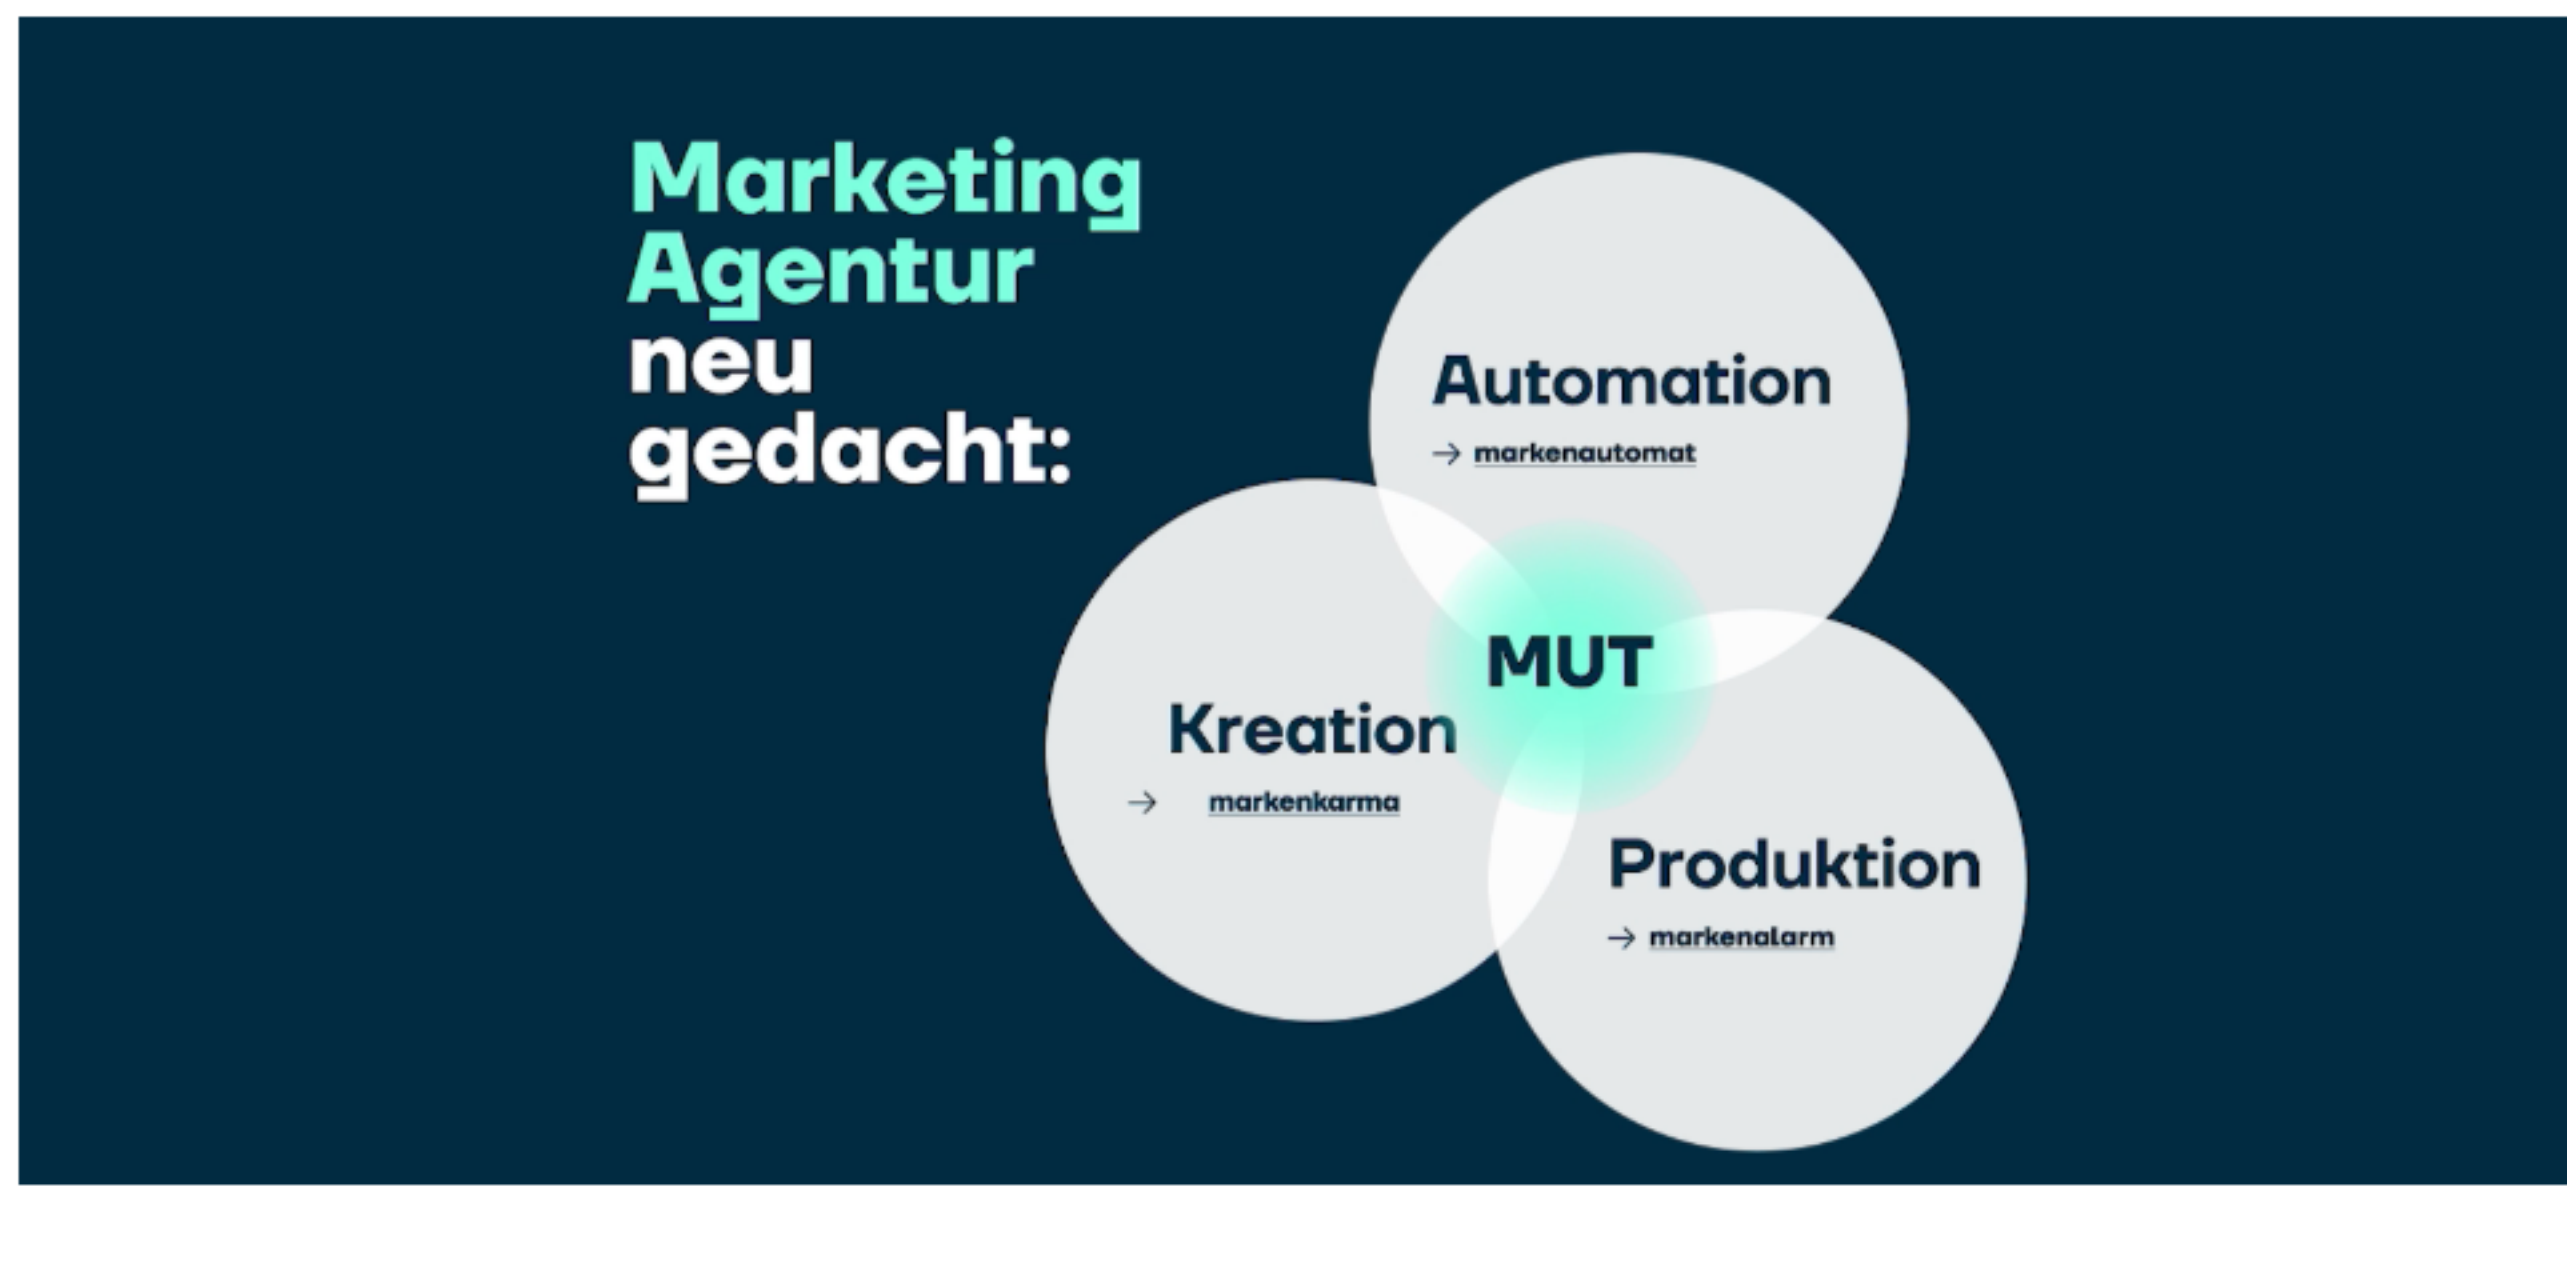 Marketing
Agentur
neu
gedacht:
Automation
→ markenautomat
MUT
Kreation
→ markenkarma
Produktion
→ markenalarm